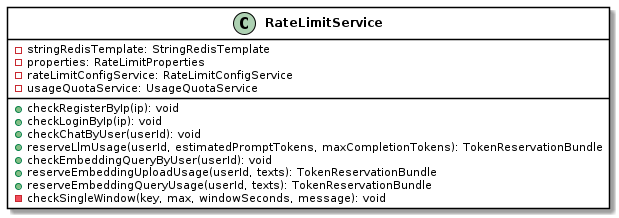 C RateLimitService
stringRedisTemplate: StringRedisTemplate
properties: RateLimitProperties
rateLimitConfigService: RateLimitConfigService
usageQuotaService: UsageQuotaService
checkRegisterByIp(ip): void
checkLoginByIp(ip): void
checkChatByUser(userId): void
reserveLlmUsage(userId, estimatedPromptTokens, maxCompletionTokens): TokenReservationBundle
checkEmbeddingQueryByUser(userId): void
reserveEmbeddingUploadUsage(userId, texts): TokenReservationBundle
reserveEmbeddingQueryUsage(userId, texts): TokenReservationBundle
checkSingleWindow(key, max, windowSeconds, message): void